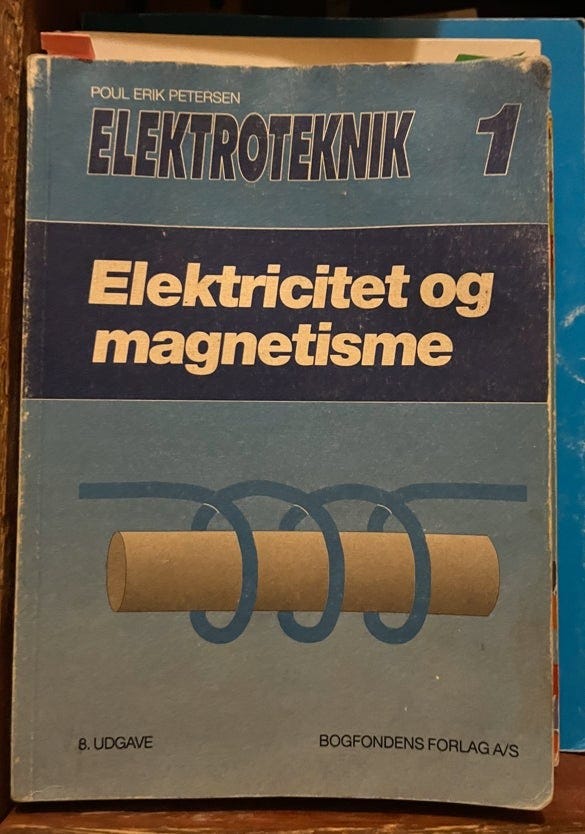 POUL ERIK PETERSEN
ELEKTROTEKNIK 1
Elektricitet og
magnetisme
8. UDGAVE
BOGFONDENS FORLAG A/S